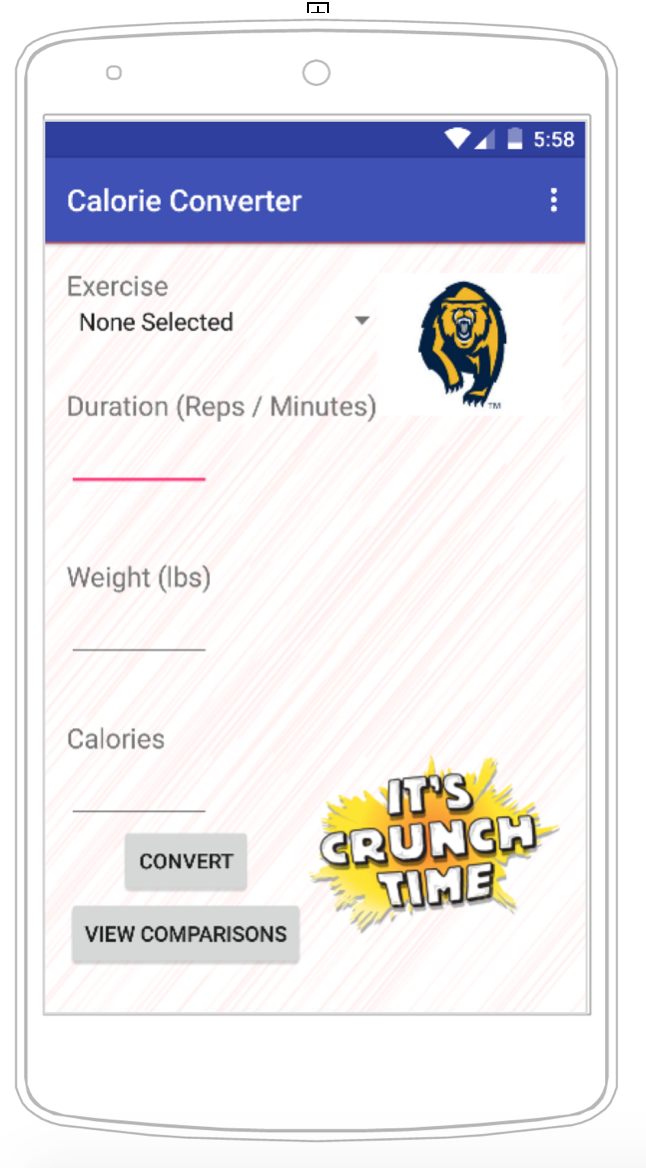 5:58
Calorie Converter
Exercise
None Selected
Duration (Reps / Minutes)
TM
Weight (lbs)
Calories
IT'S
CRUNCH
TIME
CONVERT
VIEW COMPARISONS